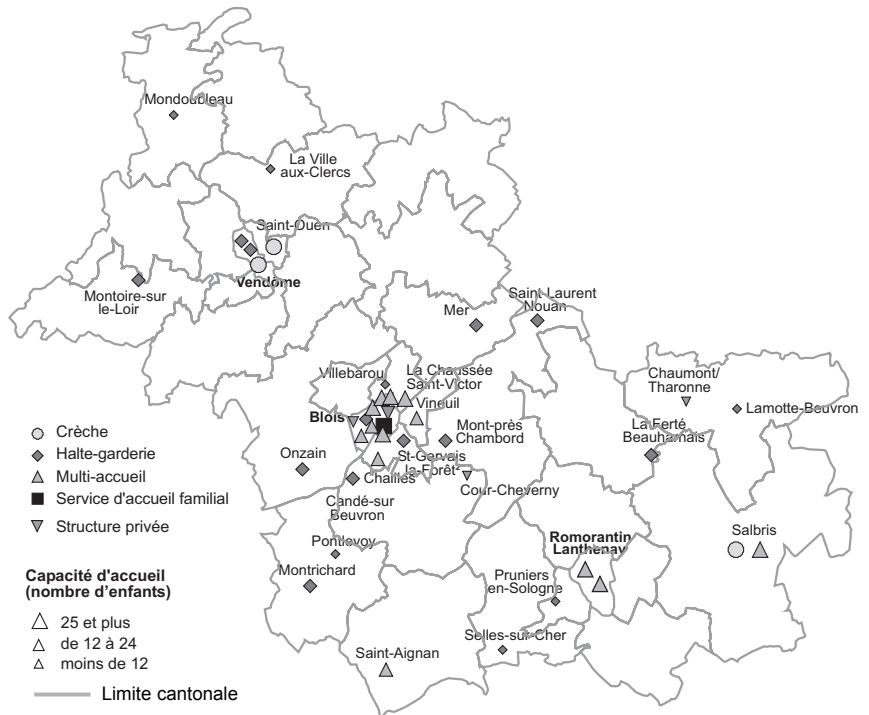 Mondoubleau
La Ville
aux-Clercs
Saint-Ouen
Vendôme
Montoire-sur
le-Loir
Mer
Saint Laurent
Nouan
Villebarou
La Chaussée
Saint-Victor
Vineuil
Blois
Chaumont/
Tharonne
Lamotte-Beuvron
La Ferté
Beauharnais
Mont-près
Chambord
Onzain
St-Gervais
la-Forêt
Chailles
Cour-Cheverny
Candé-sur
Beuvron
Pontlevoy
Montrichard
Romorantin
Lanthenay
Salbris
Pruniers
en-Sologne
Selles-sur-Cher
Saint-Aignan
Crèche
Halte-garderie
Multi-accueil
Service d'accueil familial
Structure privée
Capacité d'accueil
(nombre d'enfants)
25 et plus
de 12 à 24
moins de 12
Limite cantonale